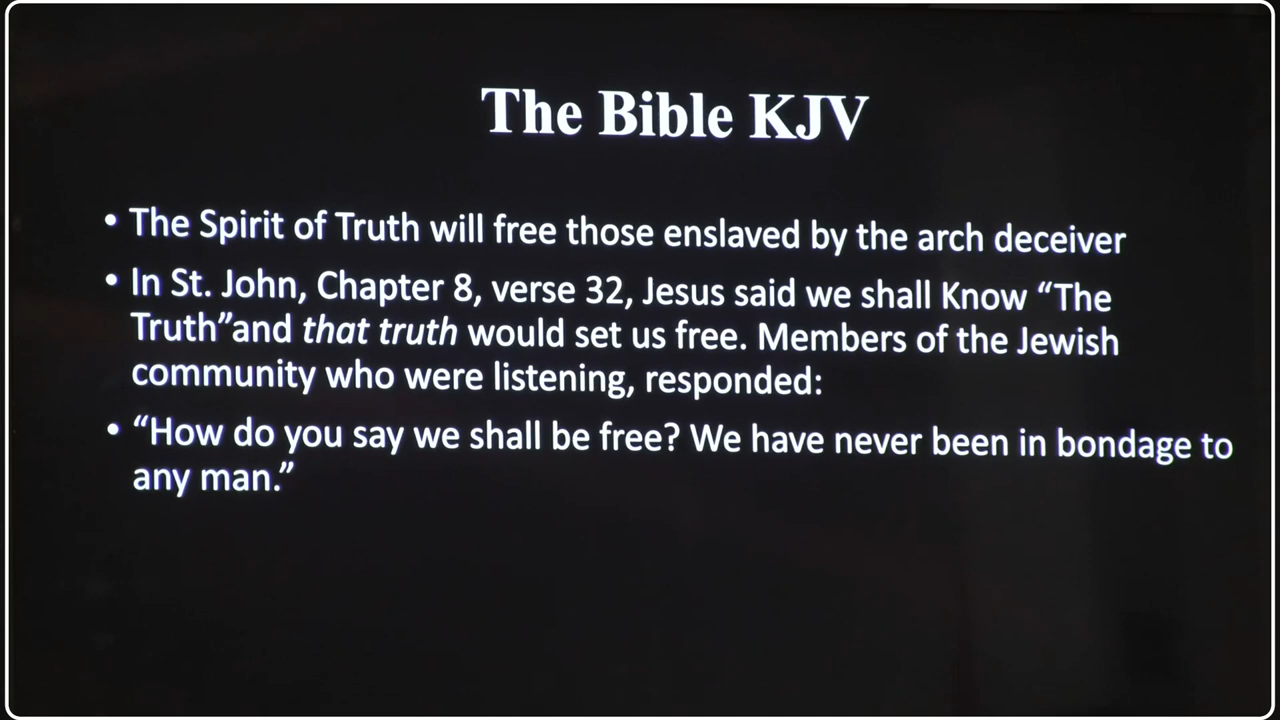 The Bible KJV
• The Spirit of Truth will free those enslaved by the arch deceiver
• In St. John, Chapter 8, verse 32, Jesus said we shall Know “The
Truth”and that truth would set us free. Members of the Jewish
community who were listening, responded:
• “How do you say we shall be free? We have never been in bondage to
any man.”